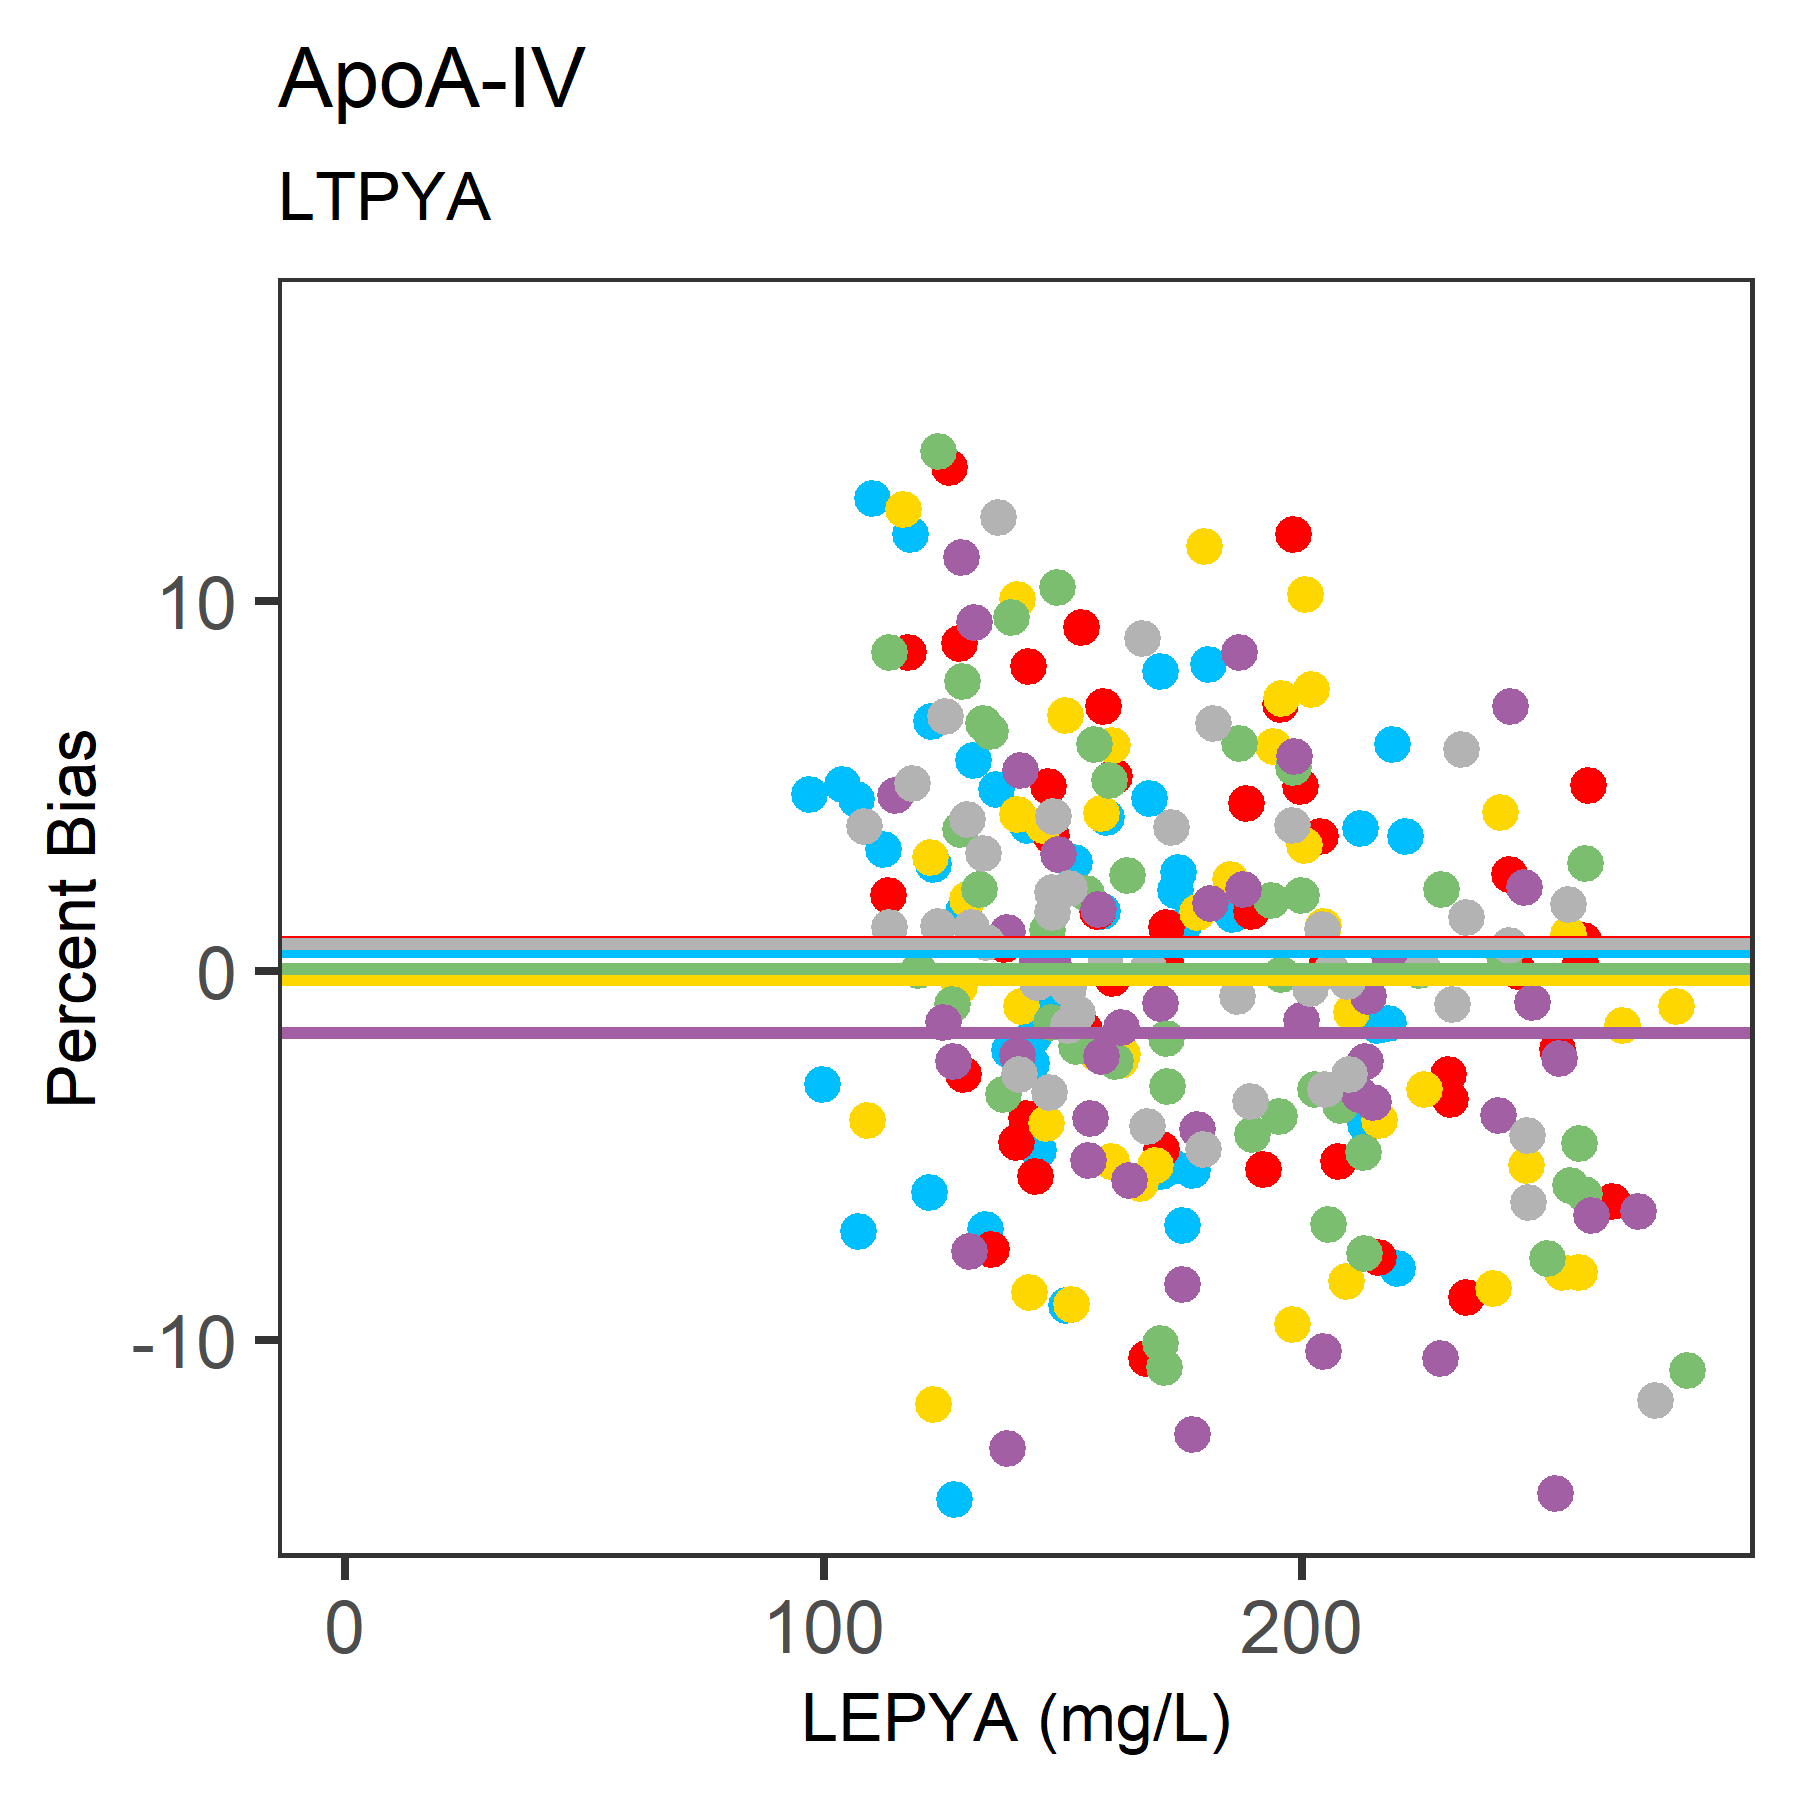 ApoA-IV
LTPYA
Percent Bias
10
0
-10
0
100
200
LEPYA (mg/L)